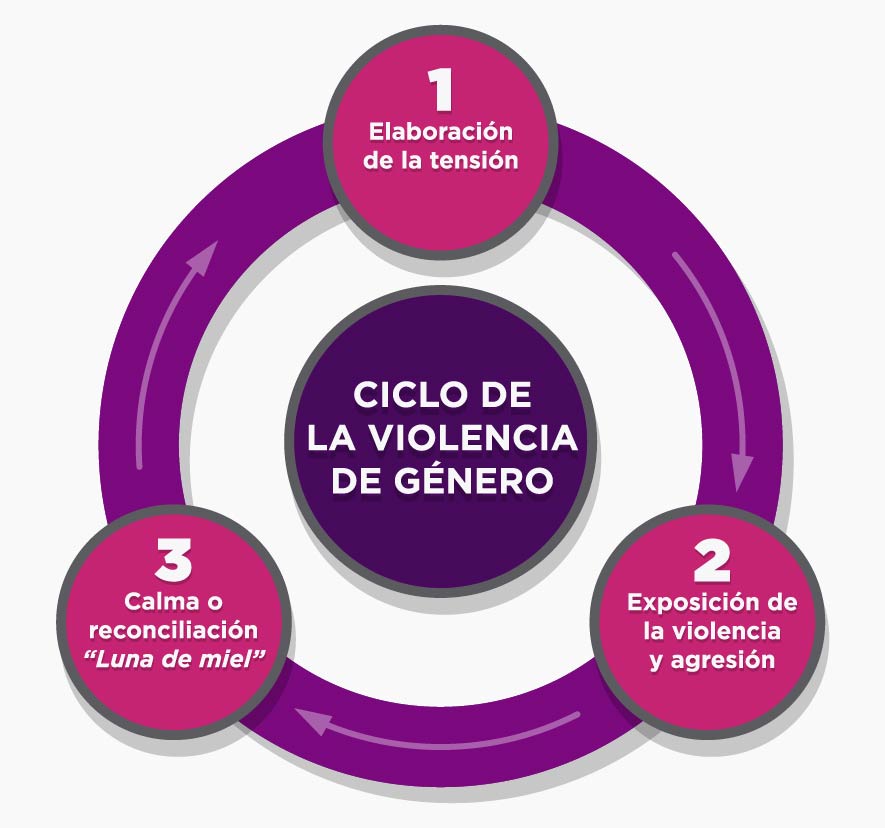 1
Elaboración
de la tensión
CICLO DE
LA VIOLENCIA
DE GÉNERO
2
Exposición de
la violencia
y agresión
3
Calma o
reconciliación
“Luna de miel”